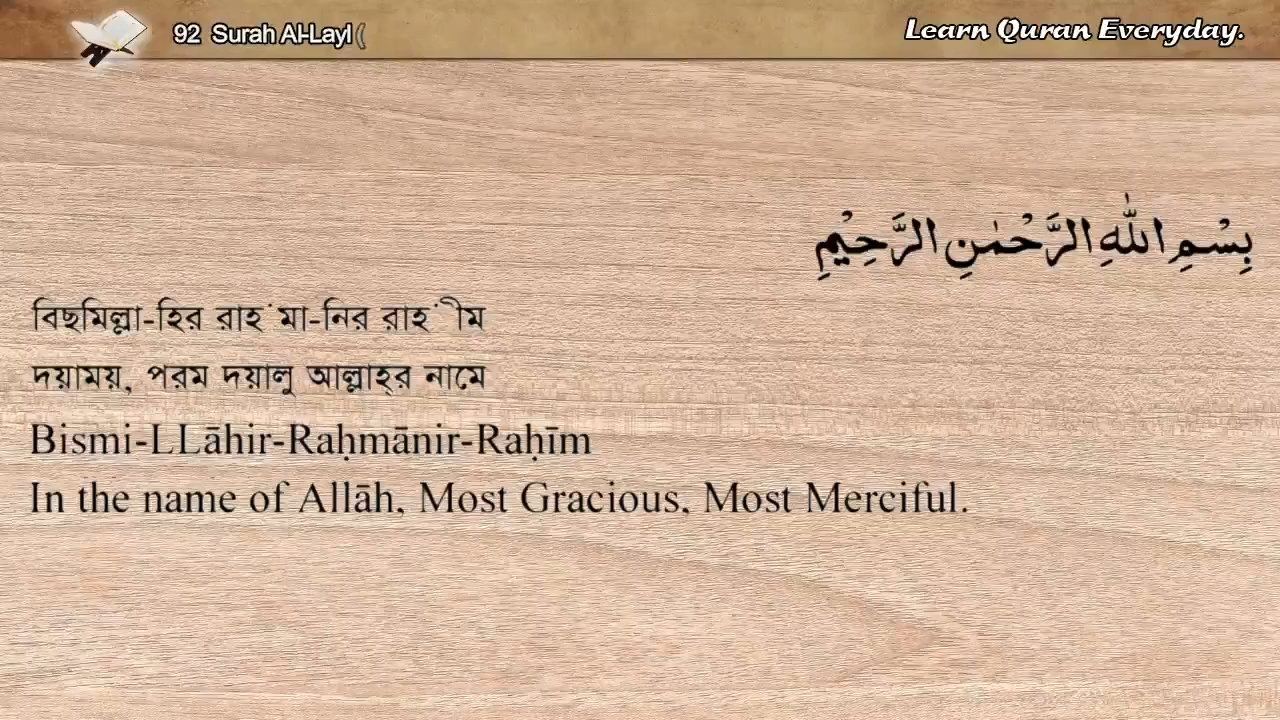 92 Surah Al-Layl (
Learn Quran Everyday.
بِسْمِ اللّٰهِ الرَّحْمٰنِ الرَّحِيْمِ
বিছমিল্লা-হির রাহ'মা-নির রাহ'ীম
দয়াময়, পরম দয়ালু আল্লাহ্‌র নামে
Bismi-LLāhir-Raḥmānir-Raḥīm
In the name of Allāh, Most Gracious, Most Merciful.